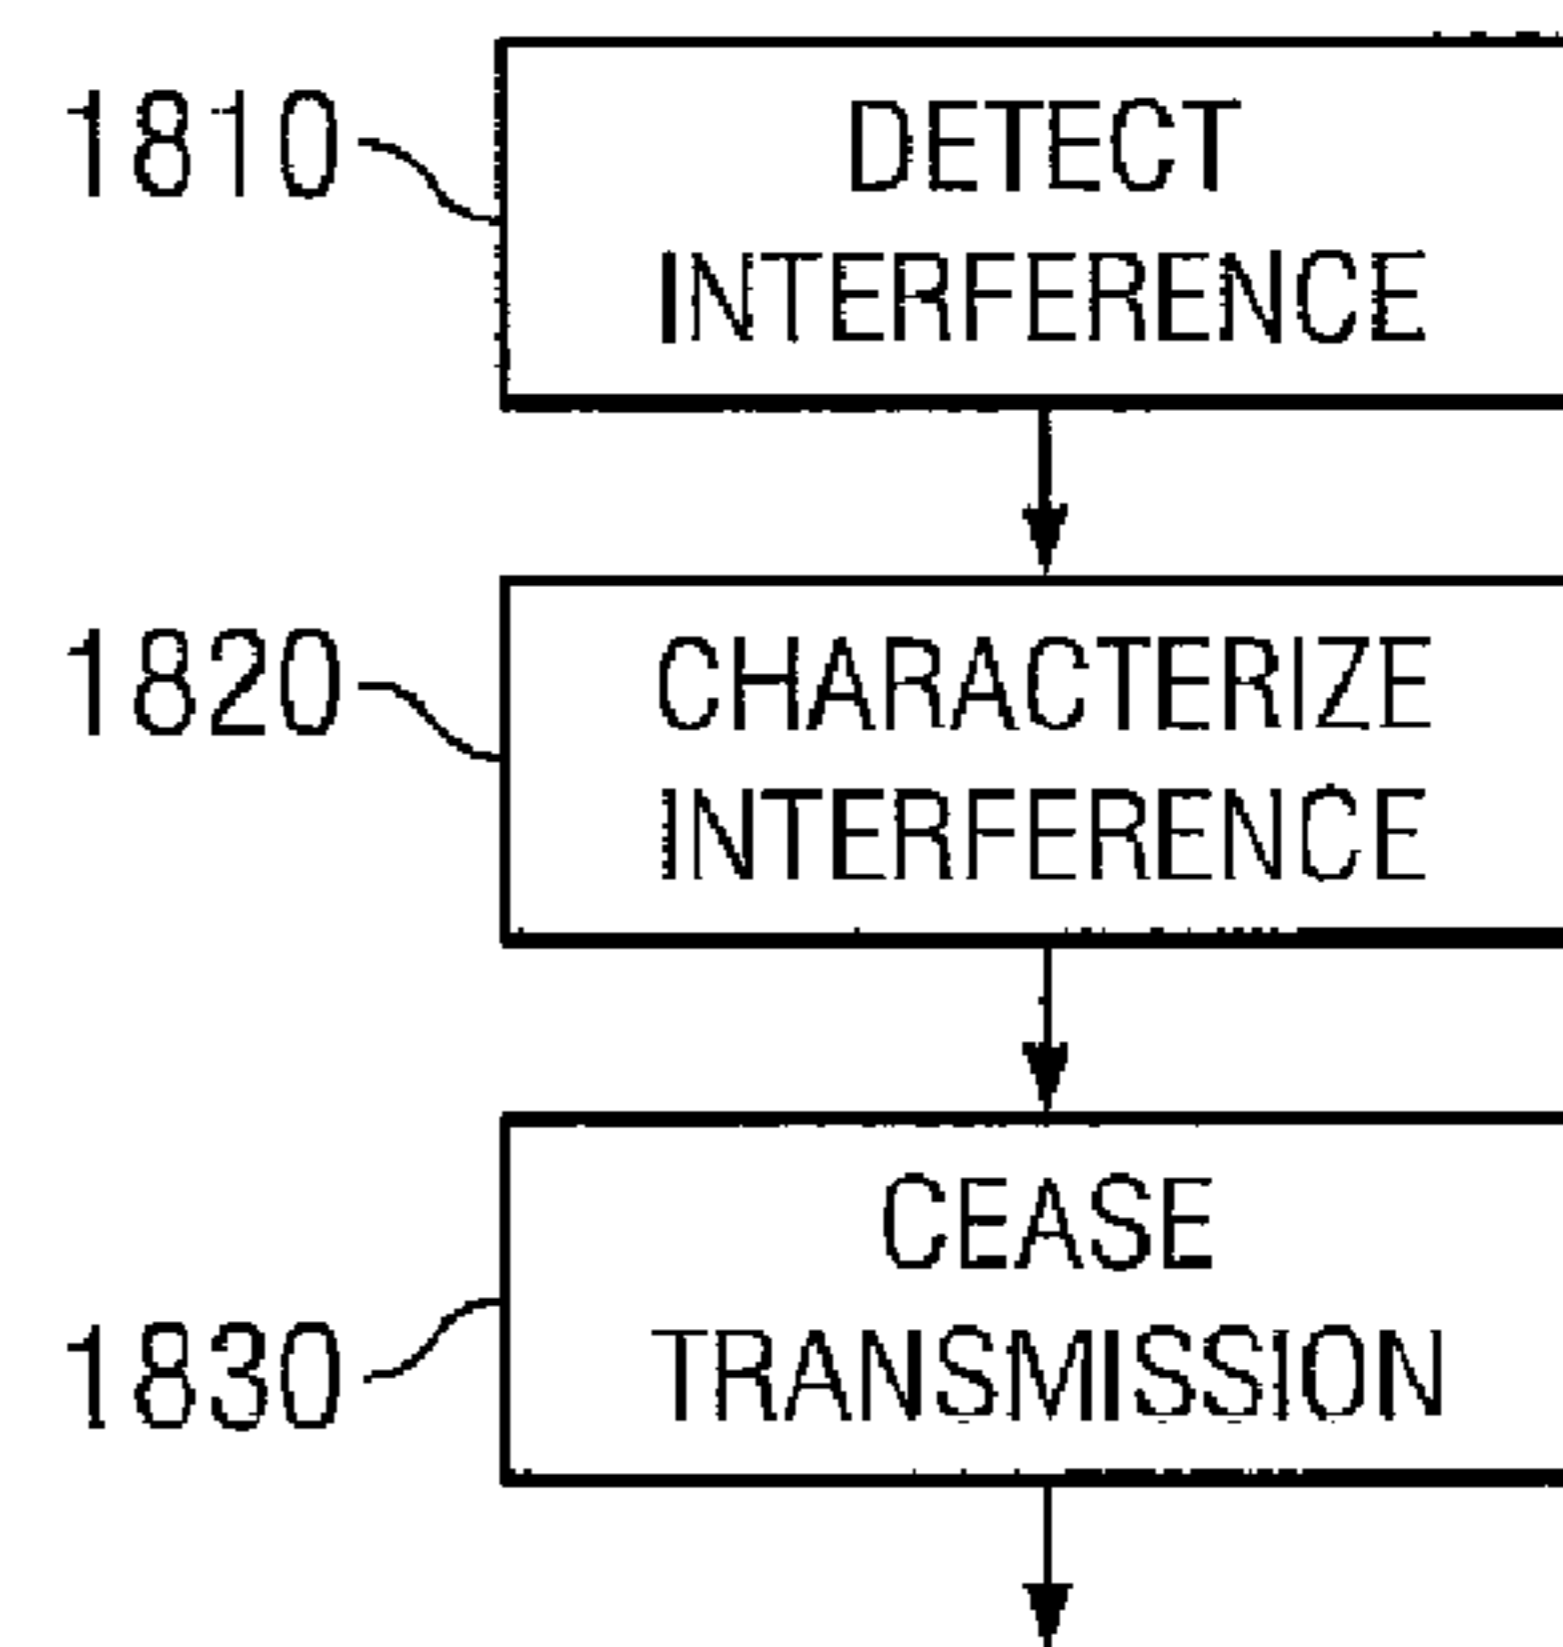 1810
DETECT
INTERFERENCE
1820
CHARACTERIZE
INTERFERENCE
CEASE
1830
TRANSMISSION